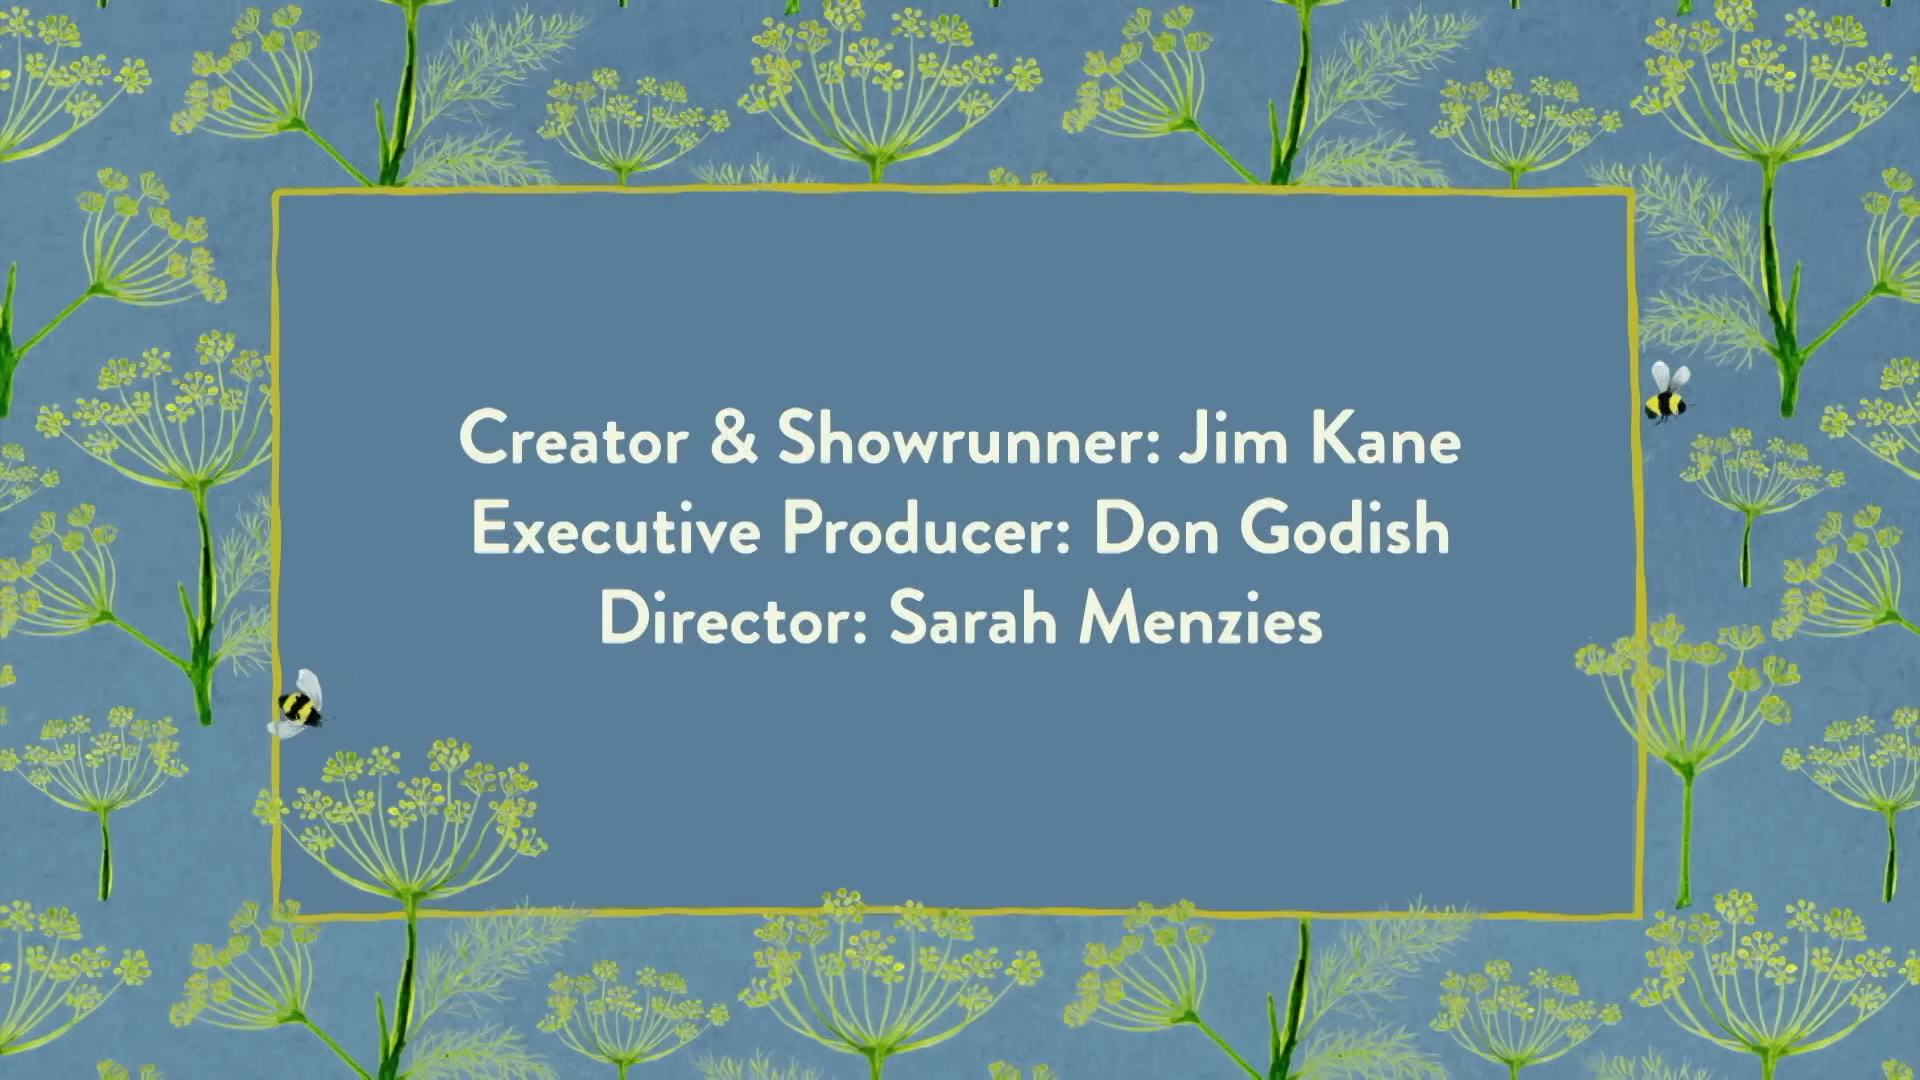 Creator & Showrunner: Jim Kane
Executive Producer: Don Godish
Director: Sarah Menzies